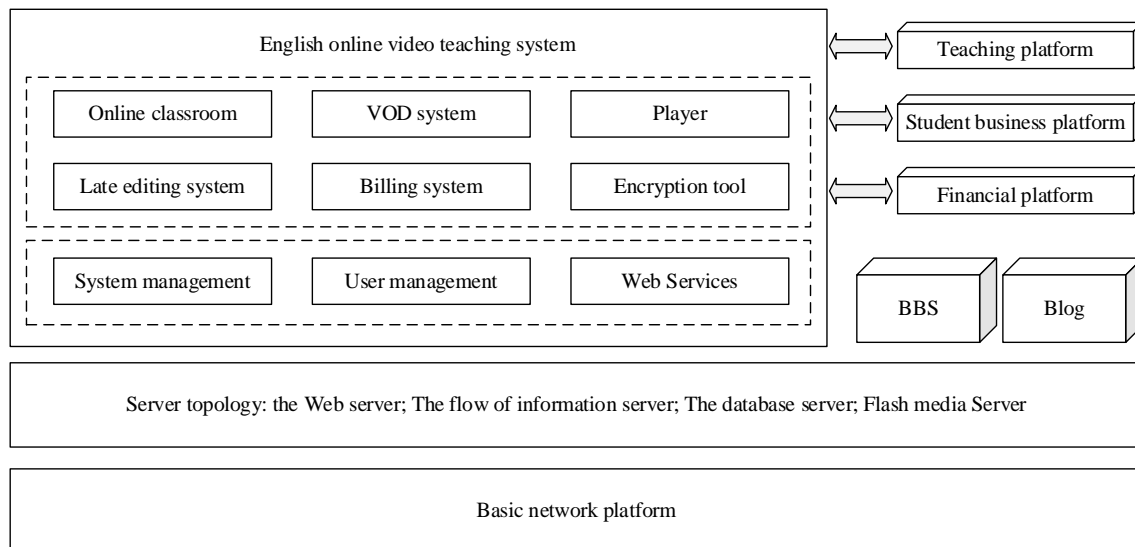 English online video teaching system
Teaching platform
Online classroom
VOD system
Player
Student business platform
Late editing system
Billing system
Encryption tool
Financial platform
System management
User management
Web Services
BBS
Blog
Server topology: the Web server; The flow of information server; The database server; Flash media Server
Basic network platform